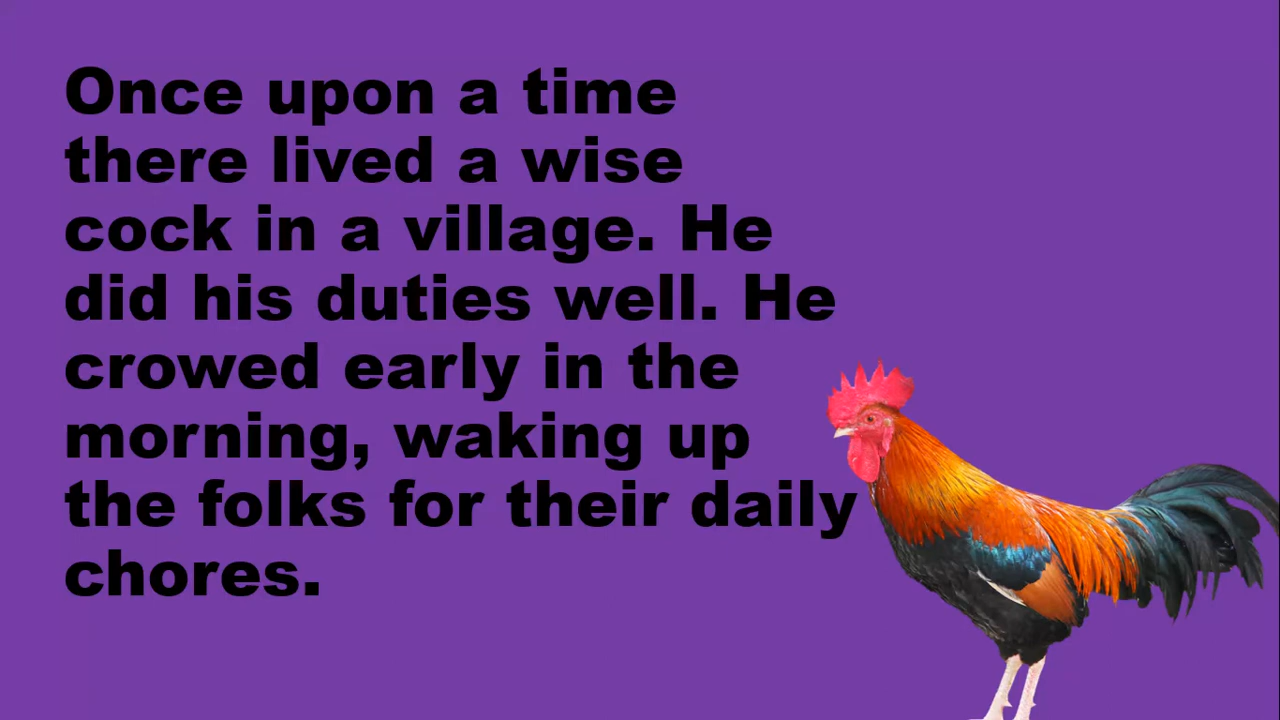 Once upon a time
there lived a wise
cock in a village. He
did his duties well. He
crowed early in the
morning, waking up
the folks for their daily
chores.